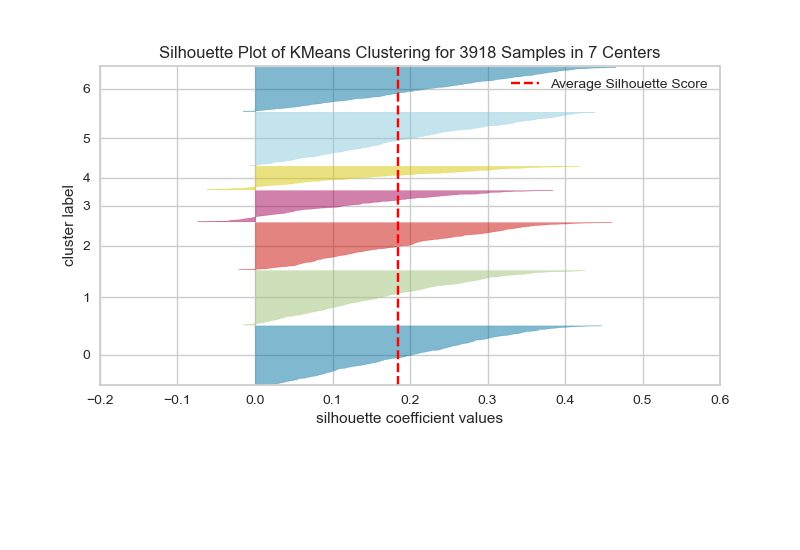 Silhouette Plot of KMeans Clustering for 3918 Samples in 7 Centers
Average Silhouette Score
cluster label
6
5
4
3
2
1
0
−0.2 −0.1 0.0 0.1 0.2 0.3 0.4 0.5 0.6
silhouette coefficient values